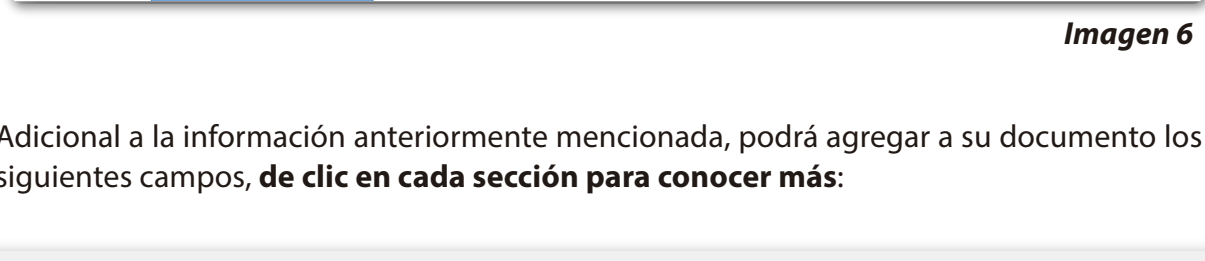 Imagen 6
Adicional a la información anteriormente mencionada, podrá agregar a su documento los
siguientes campos, de clic en cada sección para conocer más: